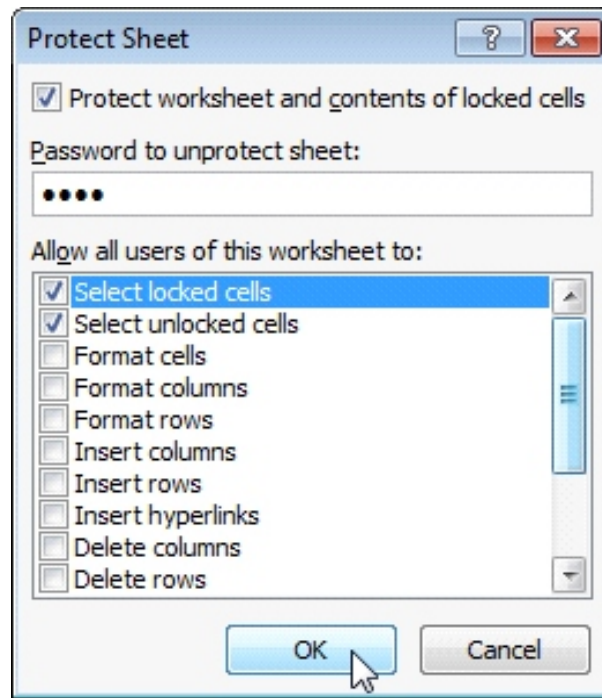 Protect Sheet
Protect worksheet and contents of locked cells
Password to unprotect sheet:
••••
Allow all users of this worksheet to:
Select locked cells
Select unlocked cells
Format cells
Format columns
Format rows
Insert columns
Insert rows
Insert hyperlinks
Delete columns
Delete rows
OK
Cancel